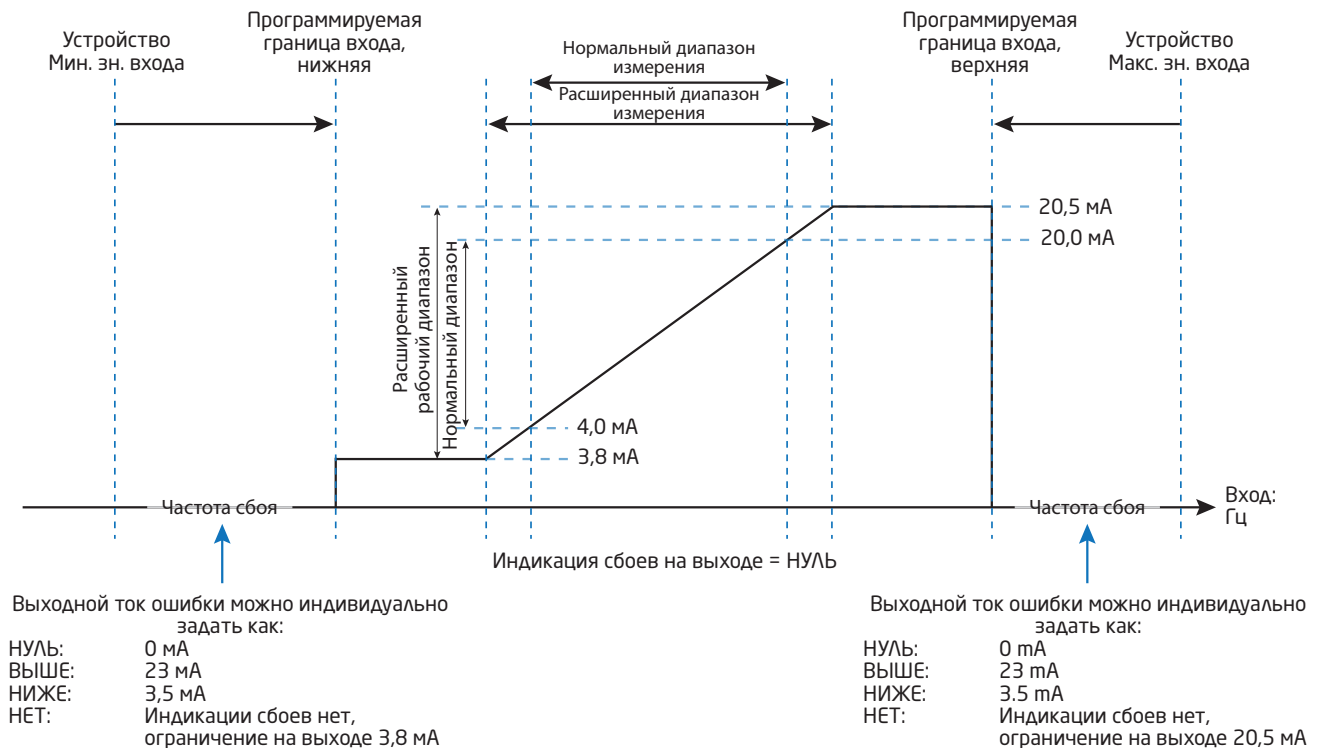 Устройство
Мин. зн. входа
Программируемая
граница входа,
нижняя
Нормальный диапазон
измерения
Расширенный диапазон
измерения
Программируемая
граница входа,
верхняя
Устройство
Макс. зн. входа
20,5 мА
20,0 мА
Расширенный
рабочий диапазон
Нормальный диапазон
4,0 мА
3,8 мА
Частота сбоя
Частота сбоя
Вход:
Гц
Индикация сбоев на выходе = НУЛЬ
Выходной ток ошибки можно индивидуально
задать как:
НУЛЬ: 0 мА
ВЫШЕ: 23 мА
НИЖЕ: 3,5 мА
НЕТ: Индикации сбоев нет,
ограничение на выходе 3,8 мА
Выходной ток ошибки можно индивидуально
задать как:
НУЛЬ: 0 mA
ВЫШЕ: 23 mA
НИЖЕ: 3.5 mA
НЕТ: Индикации сбоев нет,
ограничение на выходе 20,5 мА